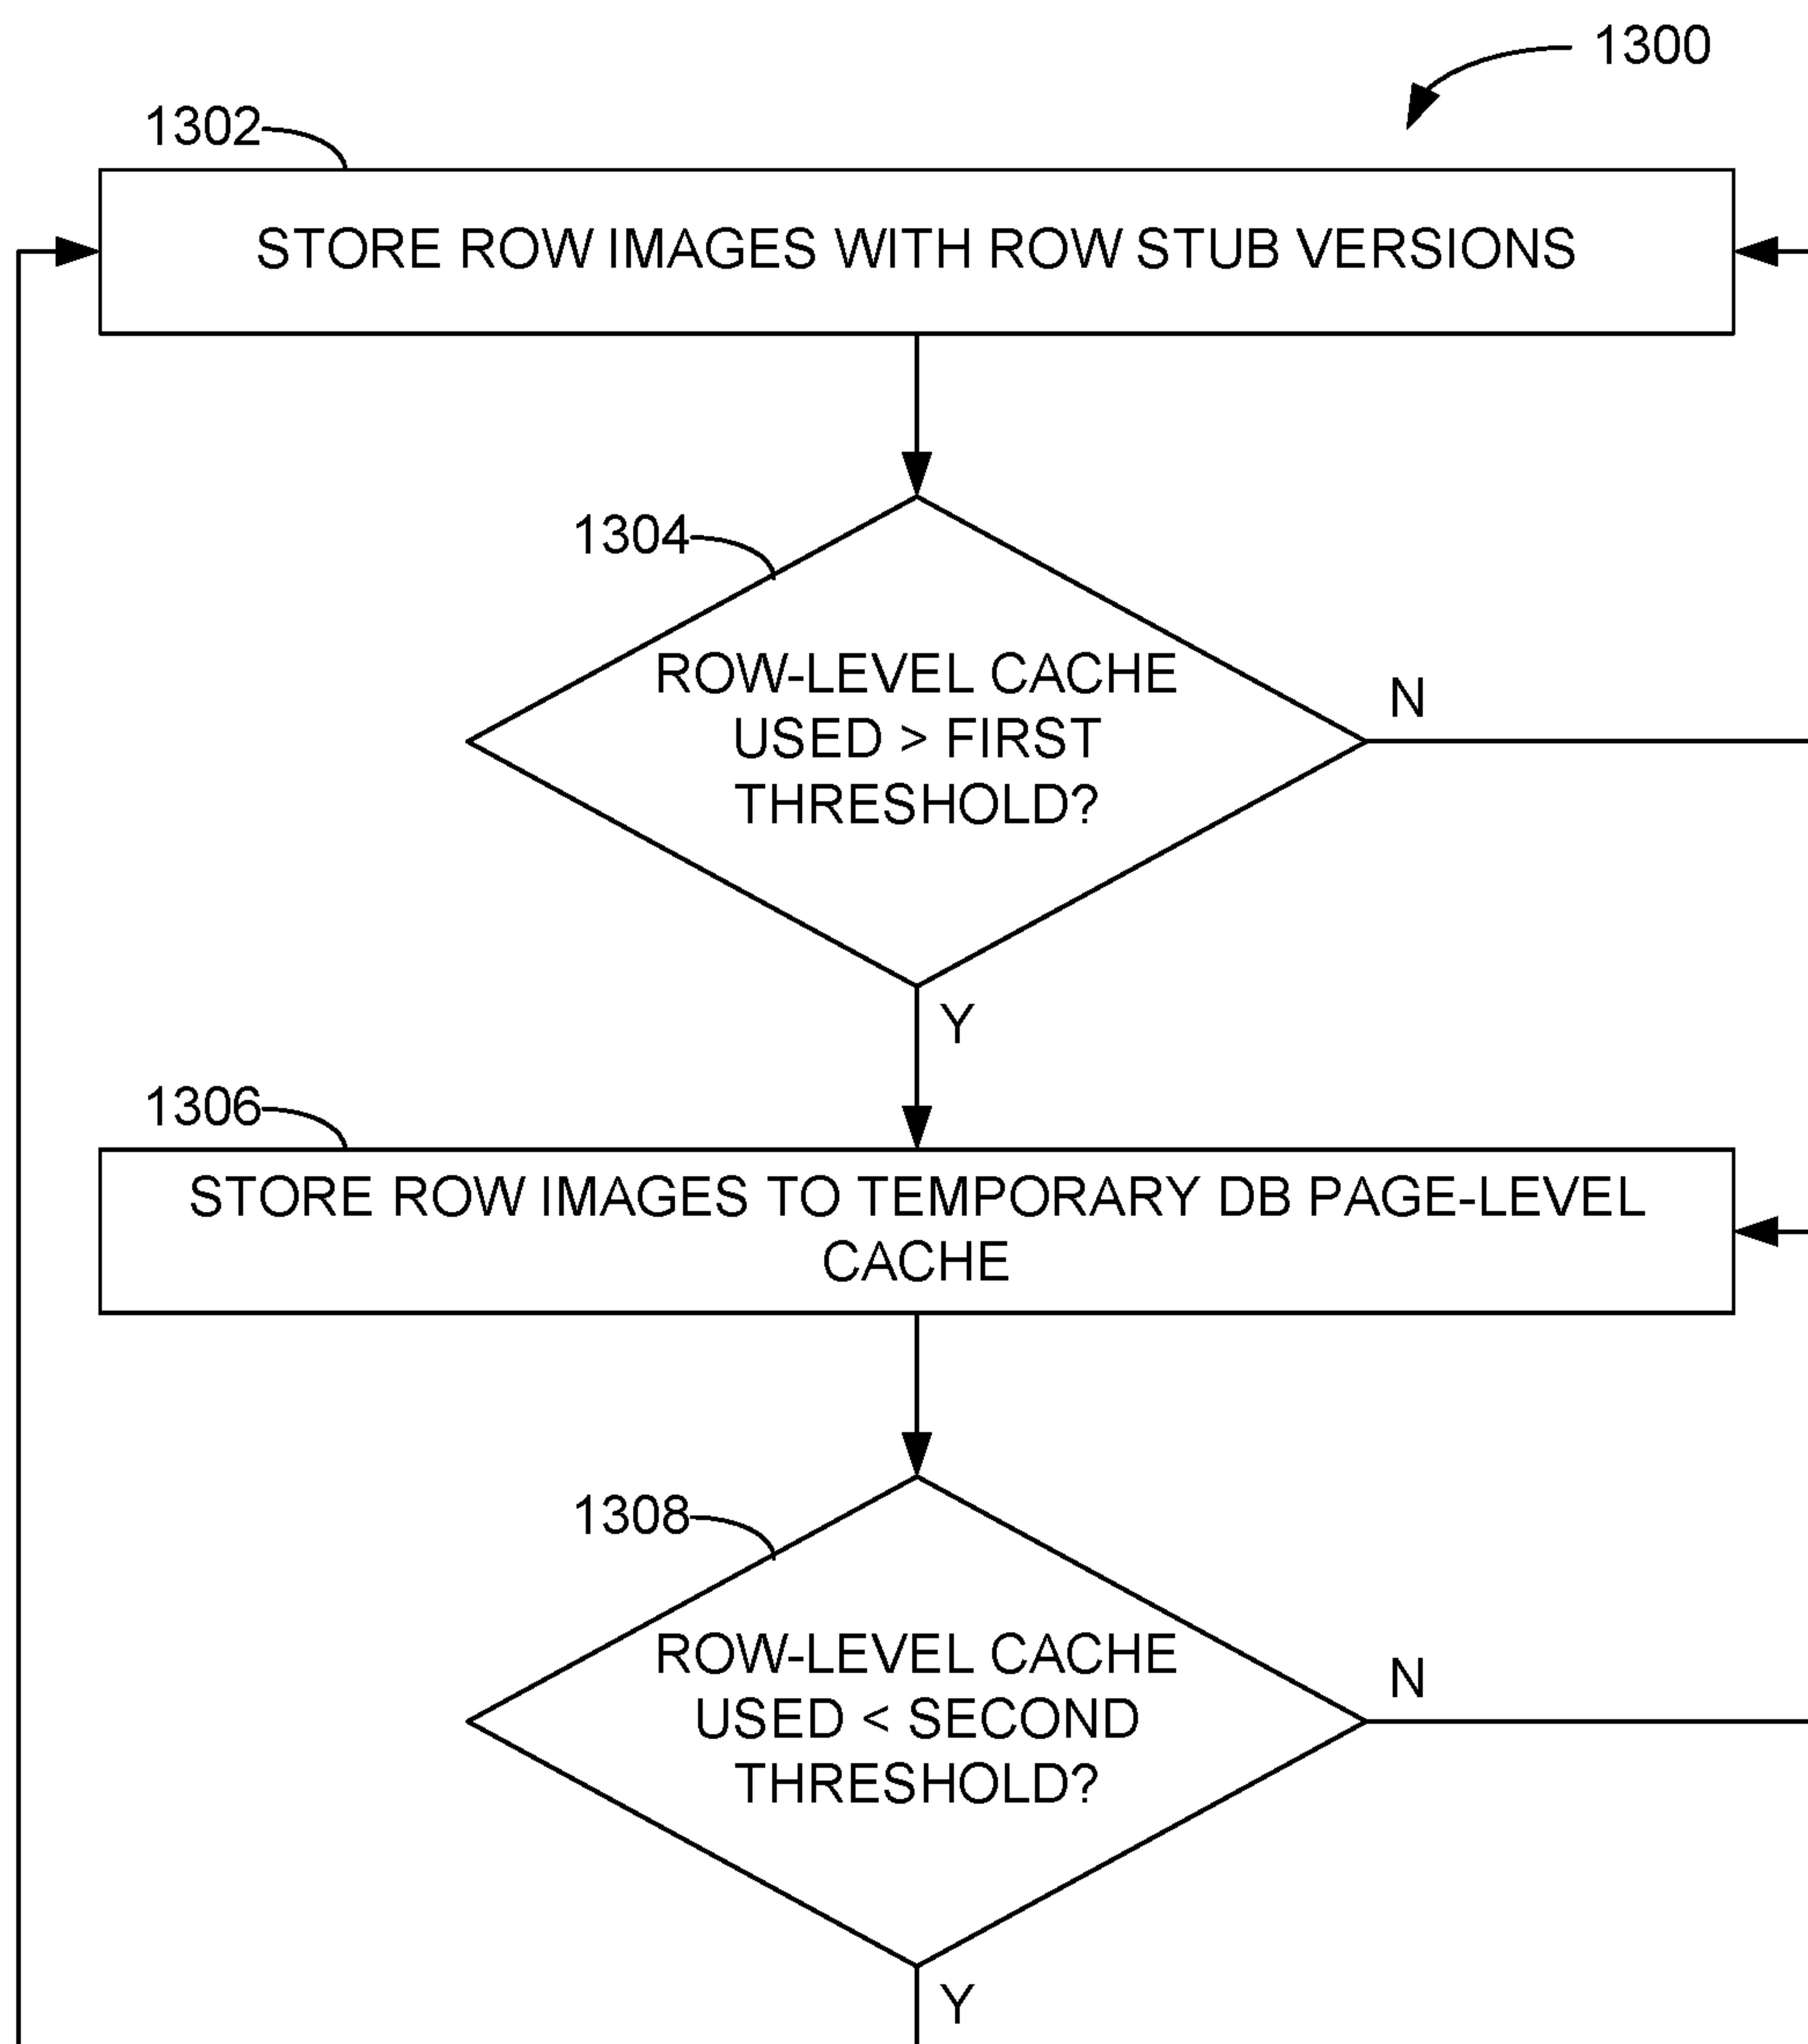 1300
1302
STORE ROW IMAGES WITH ROW STUB VERSIONS
1304
ROW-LEVEL CACHE
USED > FIRST
THRESHOLD?
N
Y
1306
STORE ROW IMAGES TO TEMPORARY DB PAGE-LEVEL
CACHE
1308
ROW-LEVEL CACHE
USED < SECOND
THRESHOLD?
N
Y